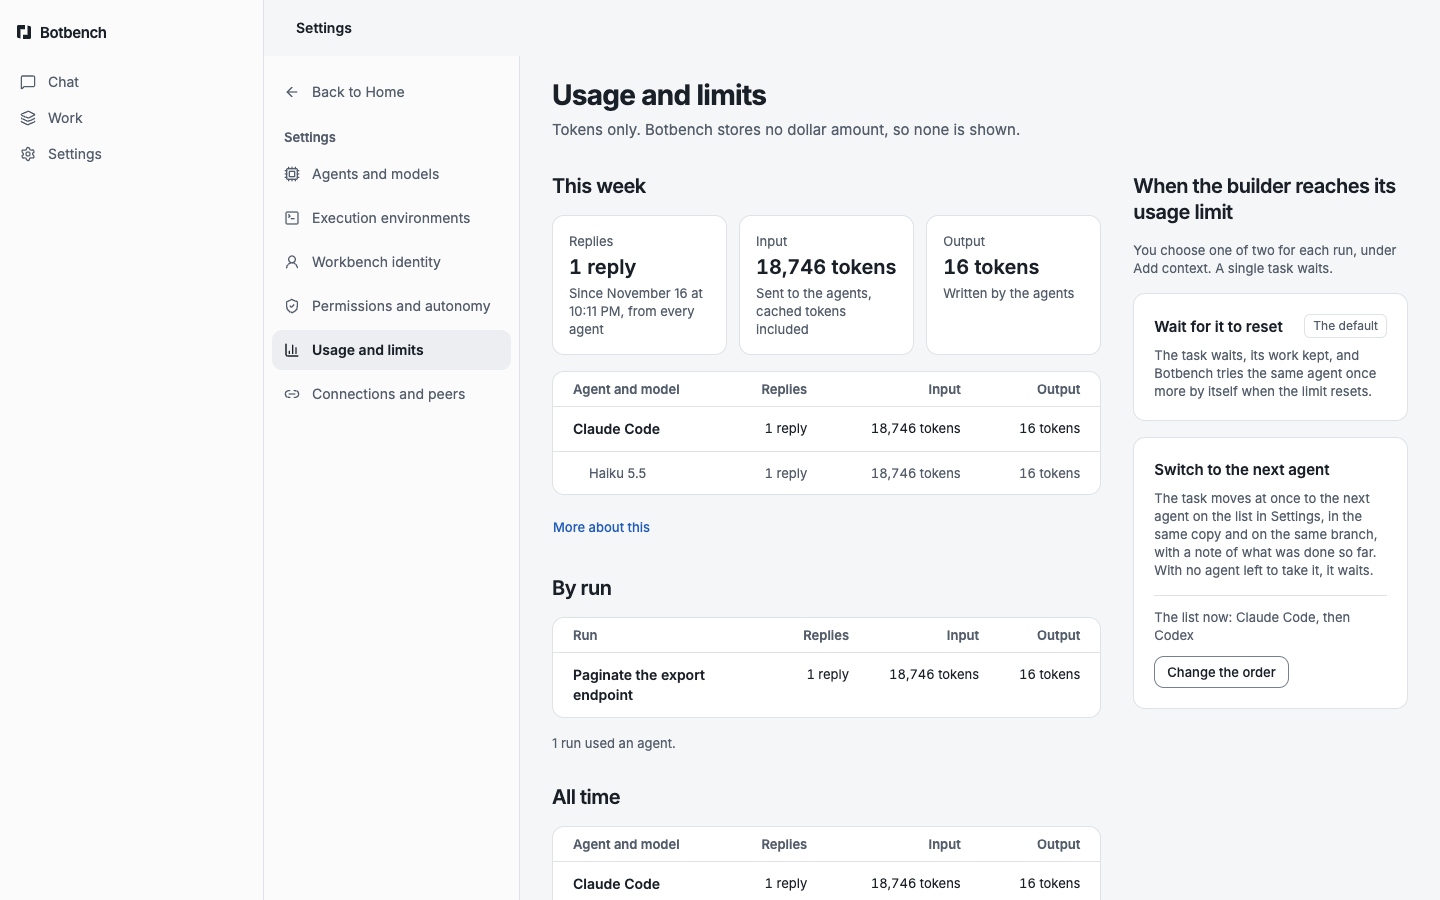 Botbench
Chat
Work
Settings
Settings
Back to Home
Settings
Agents and models
Execution environments
Workbench identity
Permissions and autonomy
Usage and limits
Connections and peers
Usage and limits
Tokens only. Botbench stores no dollar amount, so none is shown.
This week
Replies
1 reply
Since November 16 at
10:11 PM, from every
agent
Input
18,746 tokens
Sent to the agents,
cached tokens
included
Output
16 tokens
Written by the agents
Agent and model Replies Input Output
Claude Code 1 reply 18,746 tokens 16 tokens
Haiku 5.5 1 reply 18,746 tokens 16 tokens
More about this
By run
Run Replies Input Output
Paginate the export 1 reply 18,746 tokens 16 tokens
endpoint
1 run used an agent.
All time
Agent and model Replies Input Output
Claude Code 1 reply 18,746 tokens 16 tokens
When the builder reaches its
usage limit
You choose one of two for each run, under
Add context. A single task waits.
Wait for it to reset The default
The task waits, its work kept, and
Botbench tries the same agent once
more by itself when the limit resets.
Switch to the next agent
The task moves at once to the next
agent on the list in Settings, in the
same copy and on the same branch,
with a note of what was done so far.
With no agent left to take it, it waits.
The list now: Claude Code, then
Codex
Change the order